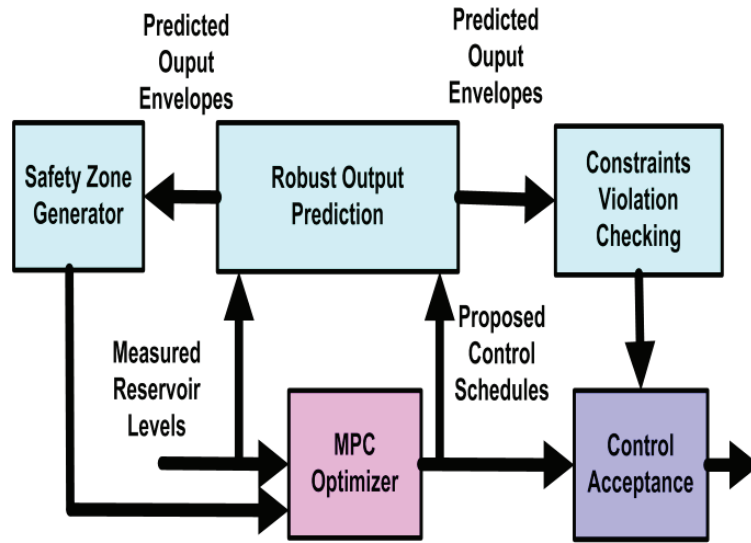 Predicted
Ouput
Envelopes
Predicted
Ouput
Envelopes
Safety Zone
Generator
Robust Output
Prediction
Constraints
Violation
Checking
Measured
Reservoir
Levels
Proposed
Control
Schedules
MPC
Optimizer
Control
Acceptance